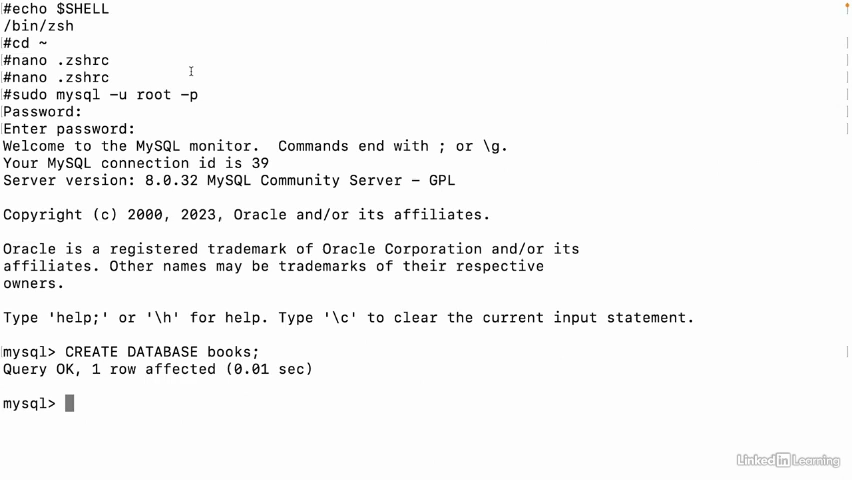 #echo $SHELL
/bin/zsh
#cd ~
#nano .zshrc
#nano .zshrc
#sudo mysql -u root -p
Password:
Enter password:
Welcome to the MySQL monitor.  Commands end with ; or \g.
Your MySQL connection id is 39
Server version: 8.0.32 MySQL Community Server - GPL
Copyright (c) 2000, 2023, Oracle and/or its affiliates.
Oracle is a registered trademark of Oracle Corporation and/or its
affiliates. Other names may be trademarks of their respective
owners.
Type 'help;' or '\h' for help. Type '\c' to clear the current input statement.
mysql> CREATE DATABASE books;
Query OK, 1 row affected (0.01 sec)
mysql>
LinkedIn Learning